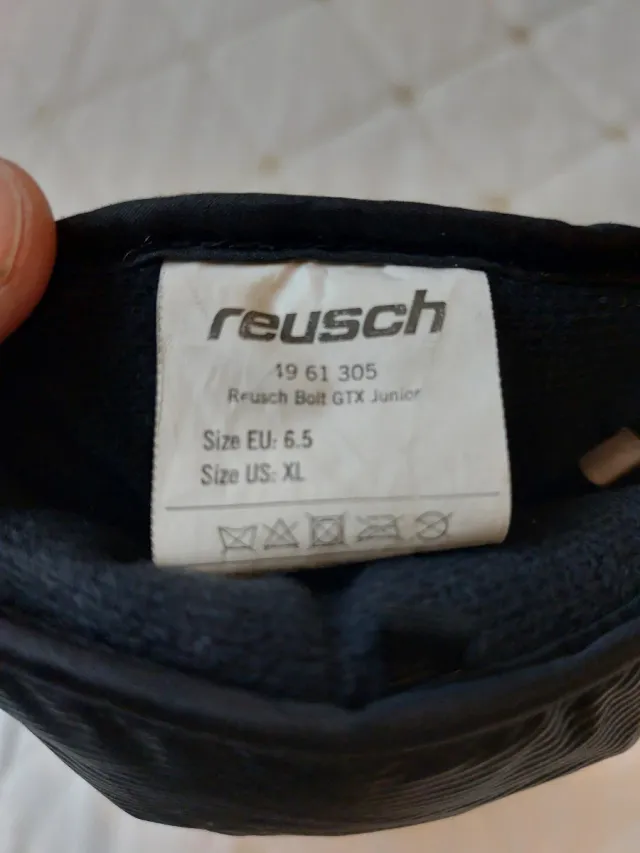 reusch
49 61 305
Reusch Bolt GTX Junior
Size EU: 6.5
Size US: XL